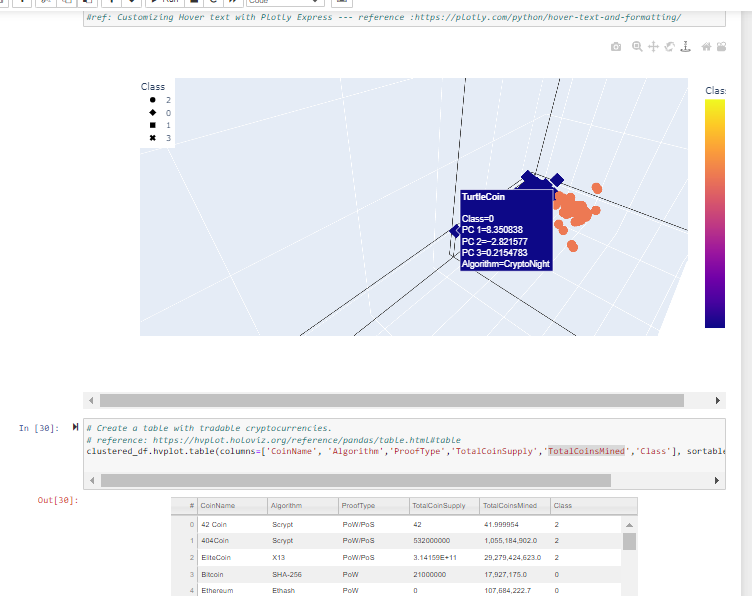 Run
Code
#ref: Customizing Hover text with Plotly Express --- reference :https://plotly.com/python/hover-text-and-formatting/
Class
2
0
1
3
Clas
TurtleCoin
Class=0
PC 1=8.350838
PC 2=−2.821577
PC 3=0.2154783
Algorithm=CryptoNight
In [30]:
# Create a table with tradable cryptocurrencies.
# reference: https://hvplot.holoviz.org/reference/pandas/table.html#table
clustered_df.hvplot.table(columns=['CoinName', 'Algorithm','ProofType','TotalCoinSupply','TotalCoinsMined','Class'], sortable
Out[30]:
# CoinName Algorithm ProofType TotalCoinSupply TotalCoinsMined Class
0 42 Coin Scrypt PoW/PoS 42 41.999954 2
1 404Coin Scrypt PoW/PoS 532000000 1,055,184,902.0 2
2 EliteCoin X13 PoW/PoS 3.14159E+11 29,279,424,623.0 2
3 Bitcoin SHA-256 PoW 21000000 17,927,175.0 0
4 Ethereum Ethash PoW 0 107,684,222.7 0